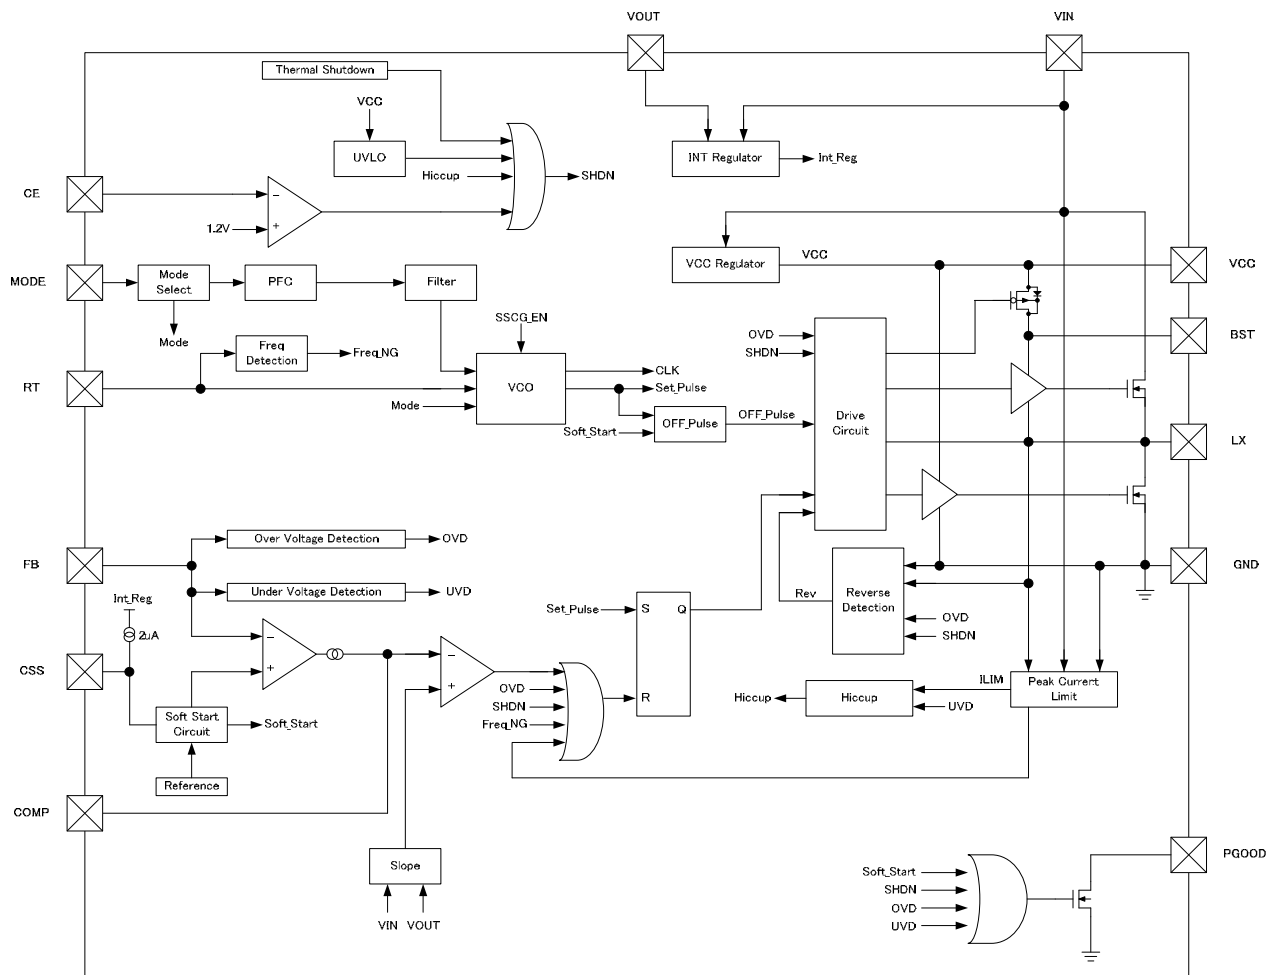 VOUT
VIN
Thermal Shutdown
VCC
UVLO
Hiccup
SHDN
INT Regulator
Int_Reg
CE
1.2V
+
−
VCC Regulator
VCC
VCC
MODE
Mode
Select
PFC
Filter
Mode
SSCG_EN
Freq
Detection
Freq_NG
RT
VCO
CLK
Set_Pulse
Mode
Soft_Start
OFF_Pulse
OFF_Pulse
OVD
SHDN
Drive
Circuit
BST
LX
FB
Over Voltage Detection
OVD
Under Voltage Detection
UVD
GND
Reverse
Detection
Rev
OVD
SHDN
Int_Reg
2uA
CSS
−
+
Soft Start
Circuit
Soft_Start
Reference
COMP
−
+
OVD
SHDN
Freq_NG
Set_Pulse
S
Q
R
Hiccup
Hiccup
ILIM
UVD
Peak Current
Limit
Slope
VIN
VOUT
Soft_Start
SHDN
OVD
UVD
PGOOD